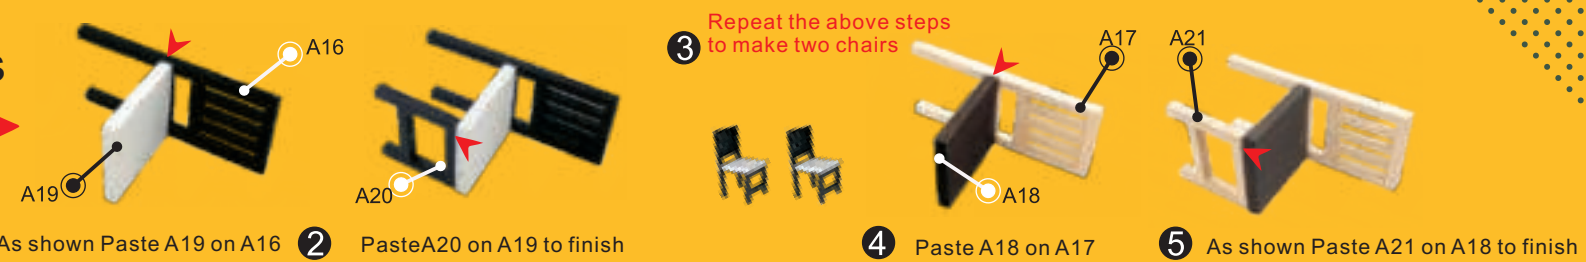 A16
A19
As shown Paste A19 on A16
2
A20
PasteA20 on A19 to finish
3
Repeat the above steps
to make two chairs
A17
A18
4
Paste A18 on A17
A21
5
As shown Paste A21 on A18 to finish